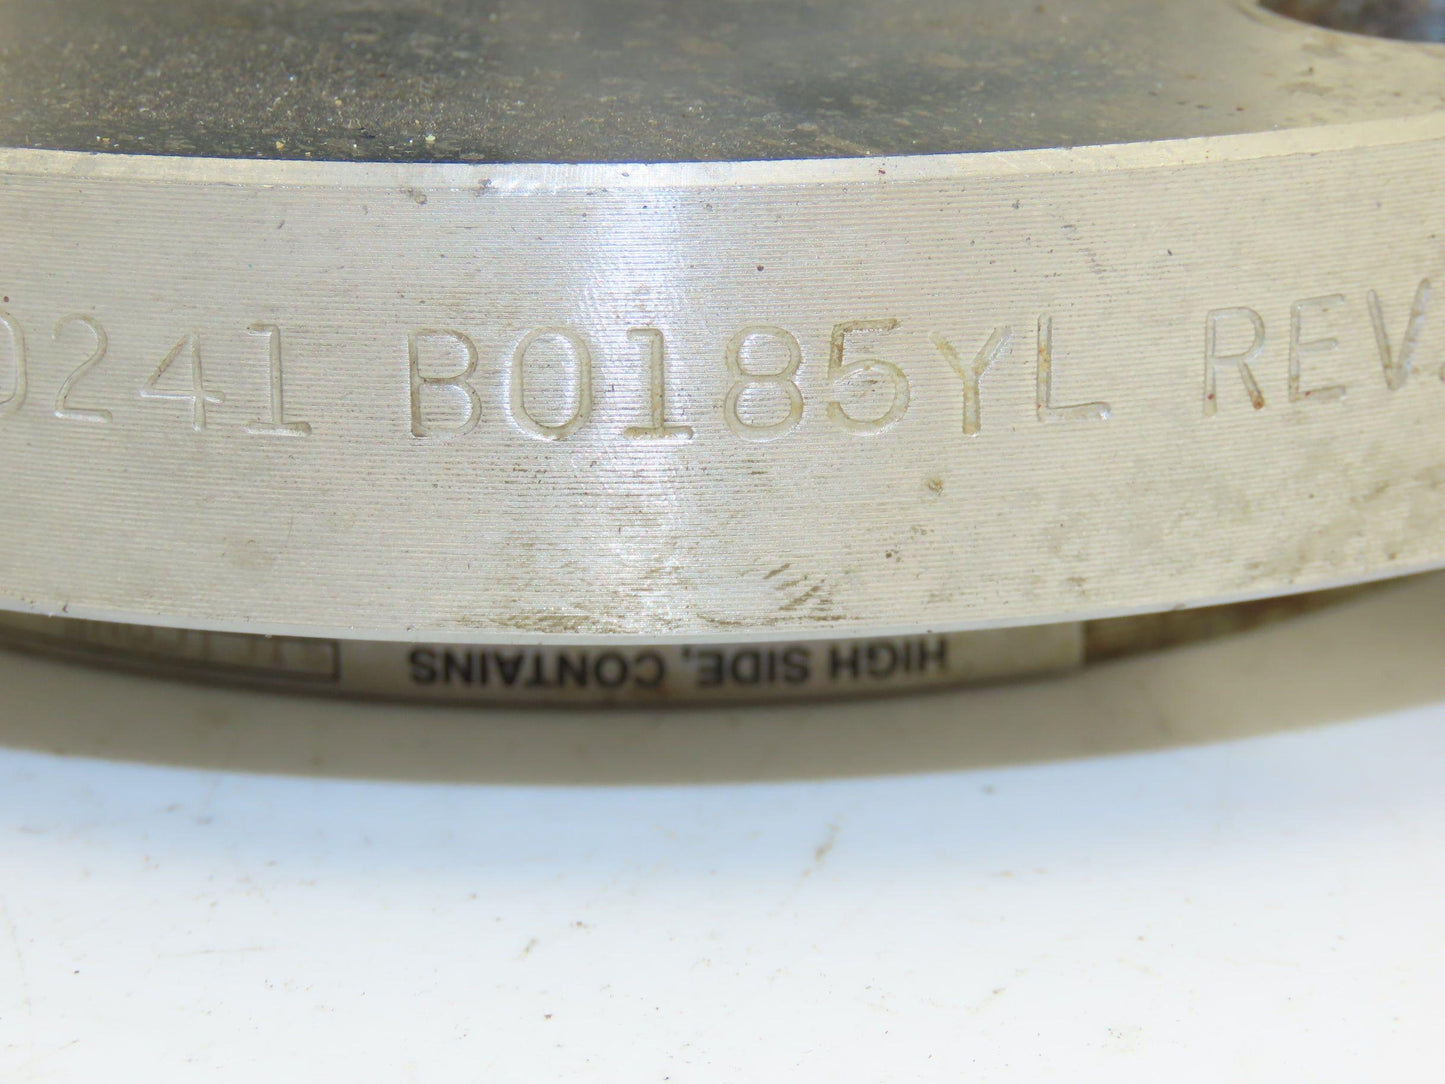 0241 B0185YL REV.
HIGH SIDE, CONTAINS